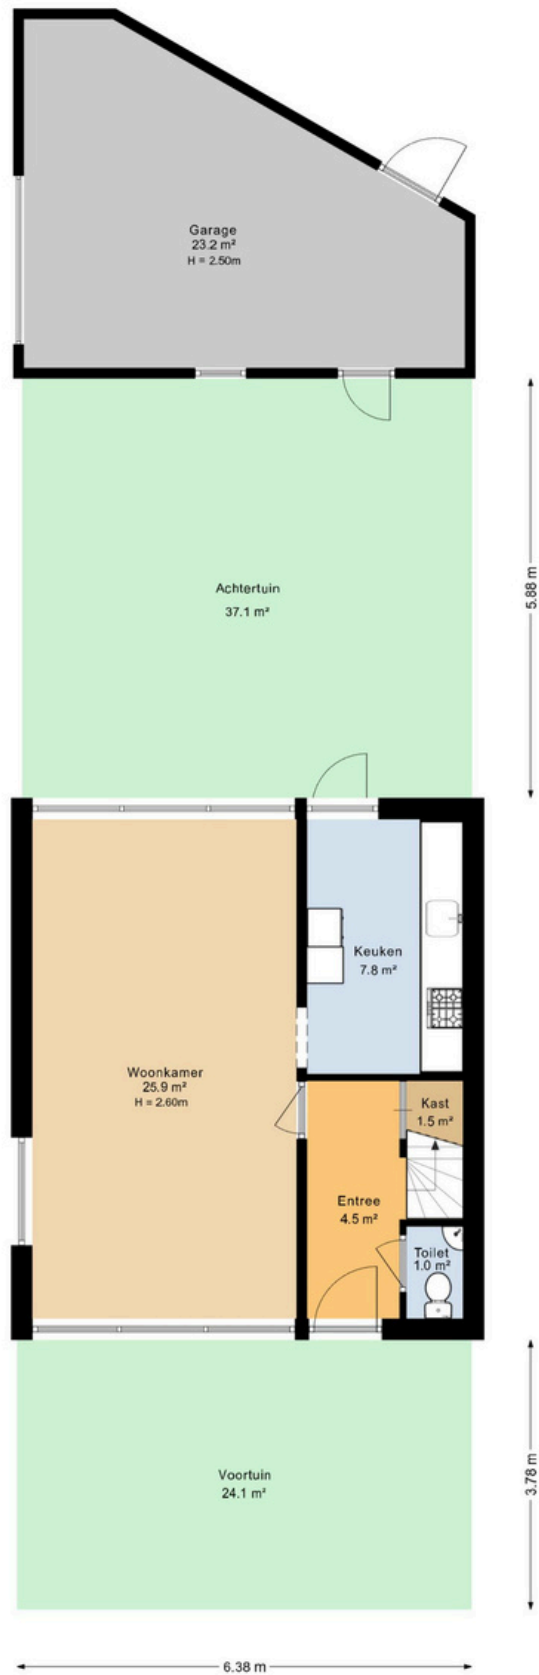 Garage
23.2 m²
H = 2.50m
Achtertuin
37.1 m²
5.88 m
Keuken
7.8 m²
Woonkamer
25.9 m²
H = 2.60m
Kast
1.5 m²
Entree
4.5 m²
Toilet
1.0 m²
Voortuin
24.1 m²
3.78 m
6.38 m